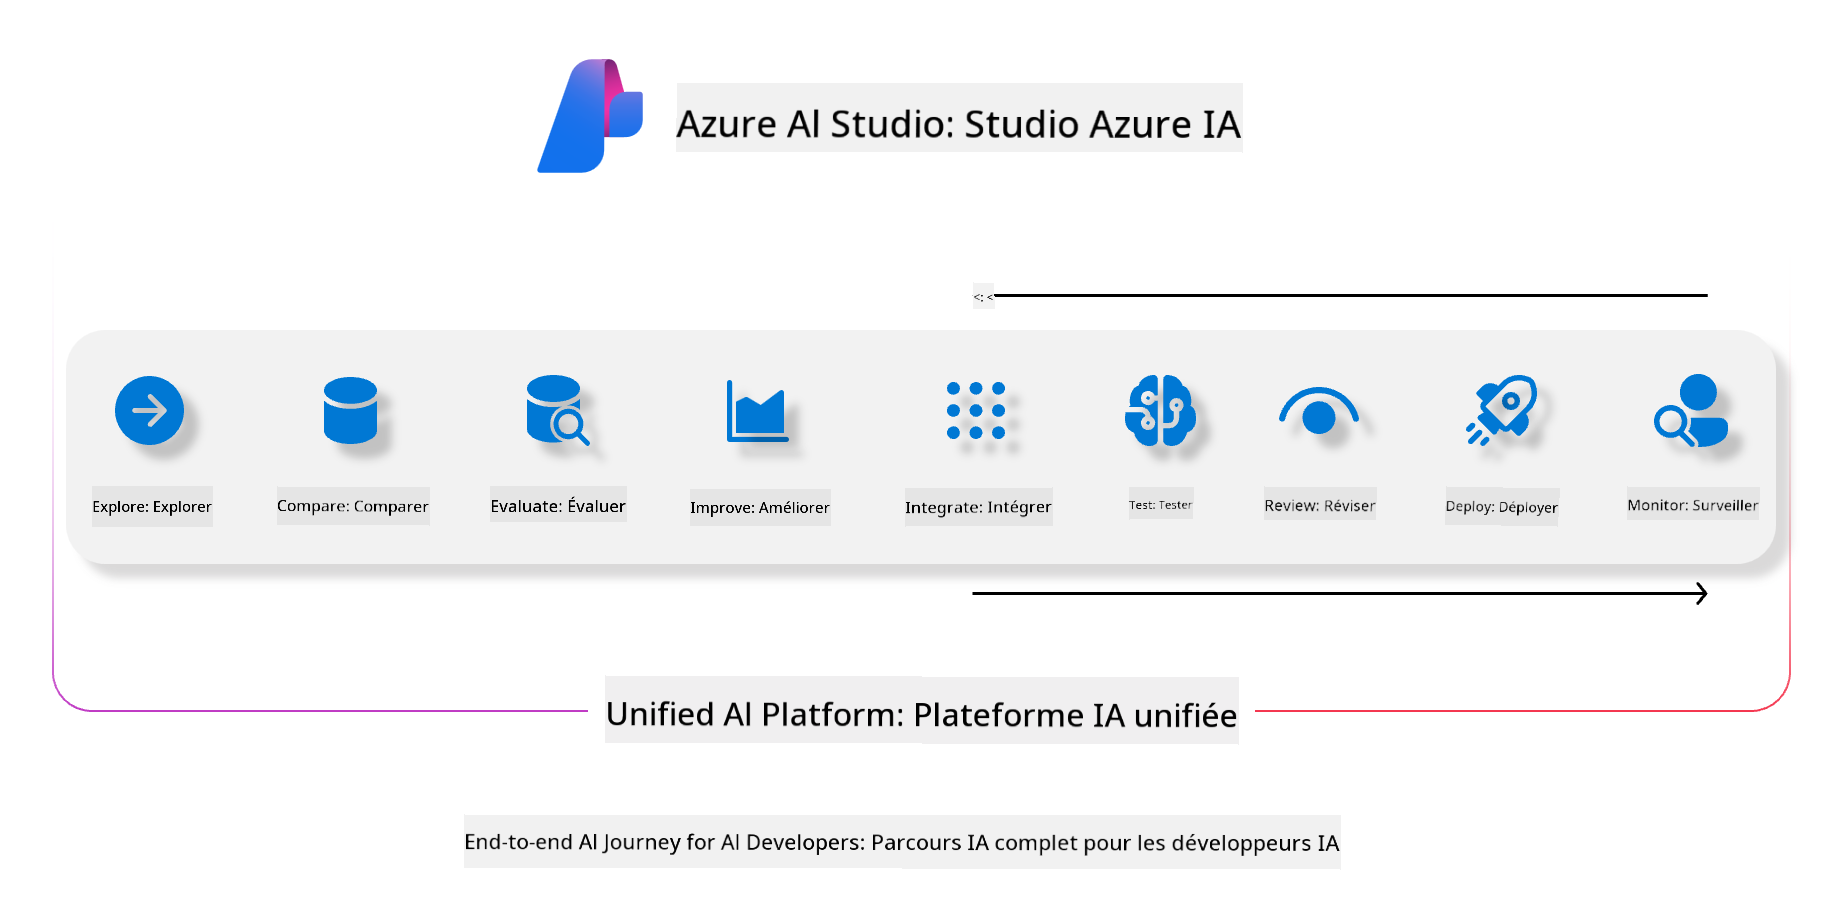 Azure AI Studio: Studio Azure IA
<: <
Explore: Explorer
Compare: Comparer
Evaluate: Évaluer
Improve: Améliorer
Integrate: Intégrer
Test: Tester
Review: Réviser
Deploy: Déployer
Monitor: Surveiller
Unified AI Platform: Plateforme IA unifiée
End-to-end AI Journey for AI Developers: Parcours IA complet pour les développeurs IA